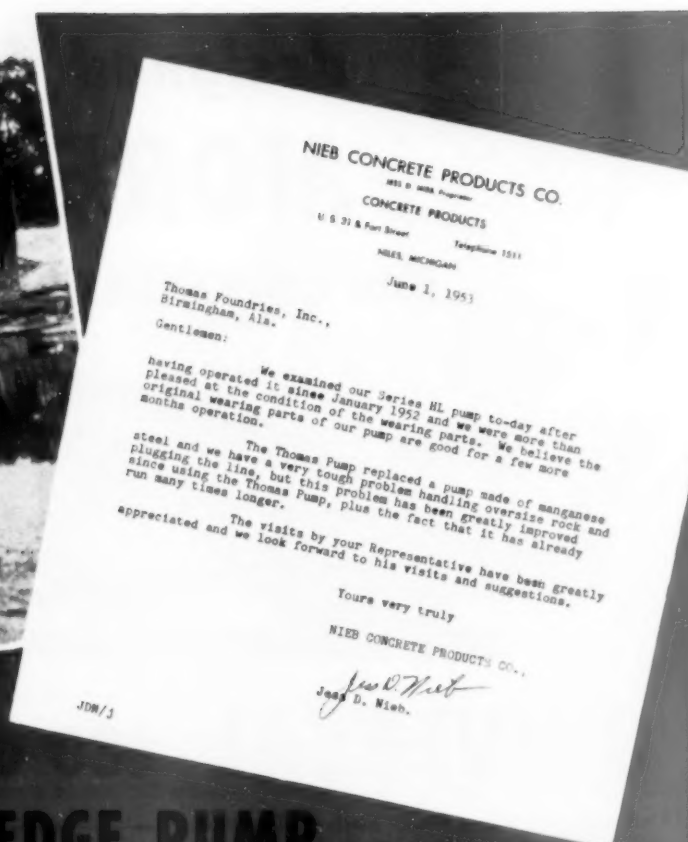 NIEB CONCRETE PRODUCTS CO.
JESS D. NIEB Proprietor
CONCRETE PRODUCTS
U. S. 31 & Fort Street Telephone 1511
NILES, MICHIGAN
June 1, 1953
Thomas Foundries, Inc.,
Birmingham, Ala.
Gentlemen:
We examined our Series HL pump to-day after
having operated it since January 1952 and we were more than
pleased at the condition of the wearing parts. We believe the
original wearing parts of our pump are good for a few more
months operation.
The Thomas Pump replaced a pump made of manganese
steel and we have a very tough problem handling oversize rock and
plugging the line, but this problem has been greatly improved
since using the Thomas Pump, plus the fact that it has already
run many times longer.
The visits by your Representative have been greatly
appreciated and we look forward to his visits and suggestions.
Yours very truly
NIEB CONCRETE PRODUCTS CO.,
Jess D. Nieb
Jess D. Nieb.
JDN/j
EDGE PUMP